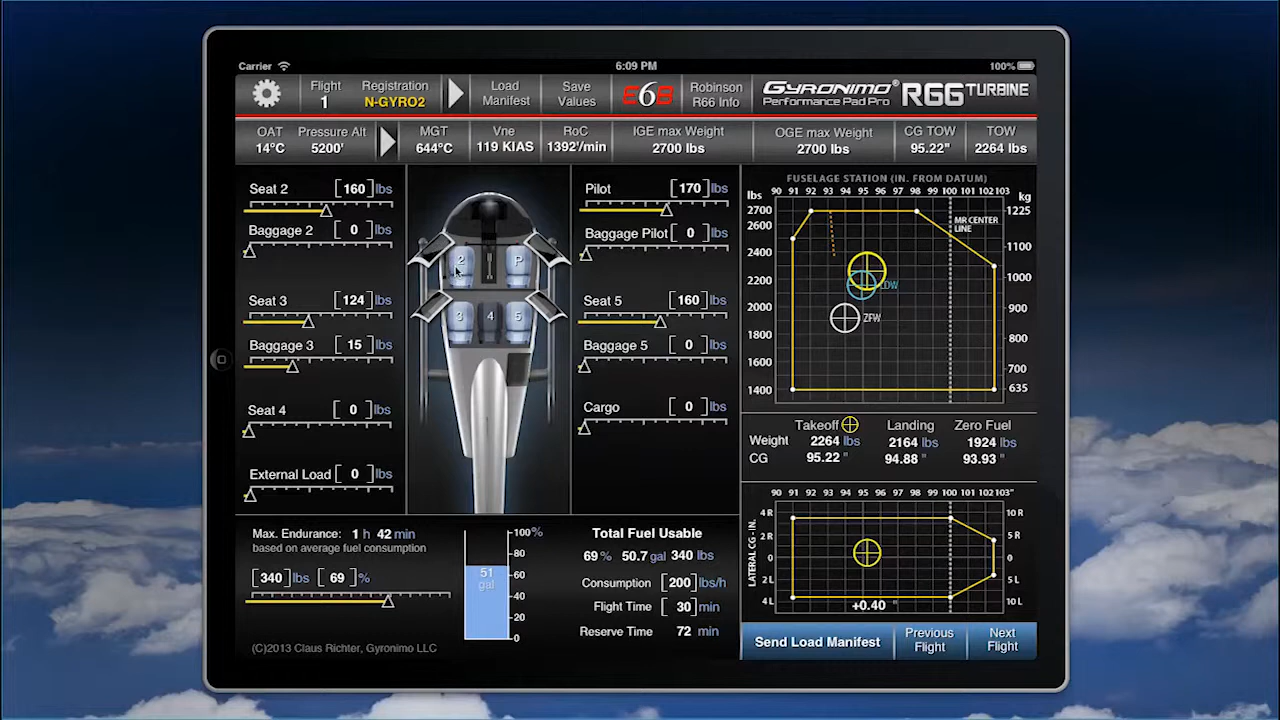 Carrier 6:09 PM 100%
Flight 1
Registration N-GYRO2
Load Manifest
Save Values
E6B
Robinson R66 Info
GYRONIMO® Performance Pad Pro R66 TURBINE
OAT 14°C
Pressure Alt 5200'
MGT 644°C
Vne 119 KIAS
RoC 1392'/min
IGE max Weight 2700 lbs
OGE max Weight 2700 lbs
CG TOW 95.22"
TOW 2264 lbs
Seat 2 [160] lbs
Baggage 2 [ 0 ] lbs
Seat 3 [124] lbs
Baggage 3 [ 15 ] lbs
Seat 4 [ 0 ] lbs
External Load [ 0 ] lbs
2 P
3 4 5
Pilot [170] lbs
Baggage Pilot [ 0 ] lbs
Seat 5 [160] lbs
Baggage 5 [ 0 ] lbs
Cargo [ 0 ] lbs
FUSELAGE STATION (IN. FROM DATUM)
lbs 90 91 92 93 94 95 96 97 98 99 100 101 102 103 kg
2700 1225
2600
2400 1100
2200 1000
2000 900
1800 800
1600 700
1400 635
MR CENTER
LINE
LDW
ZFW
Takeoff Landing Zero Fuel
Weight 2264 lbs 2164 lbs 1924 lbs
CG 95.22 " 94.88 " 93.93 "
90 91 92 93 94 95 96 97 98 99 100 101 102 103"
LATERAL CG - IN.
4 R 10 R
2 R 5 R
0 0
2 L 5 L
4 L 10 L
+0.40 "
Max. Endurance: 1 h 42 min
based on average fuel consumption
[340] lbs [ 69 ] %
100%
80
60
40
20
0
51
gal
Total Fuel Usable
69 % 50.7 gal 340 lbs
Consumption [200] lbs/h
Flight Time [ 30 ] min
Reserve Time 72 min
(C)2013 Claus Richter, Gyronimo LLC
Send Load Manifest
Previous Flight
Next Flight